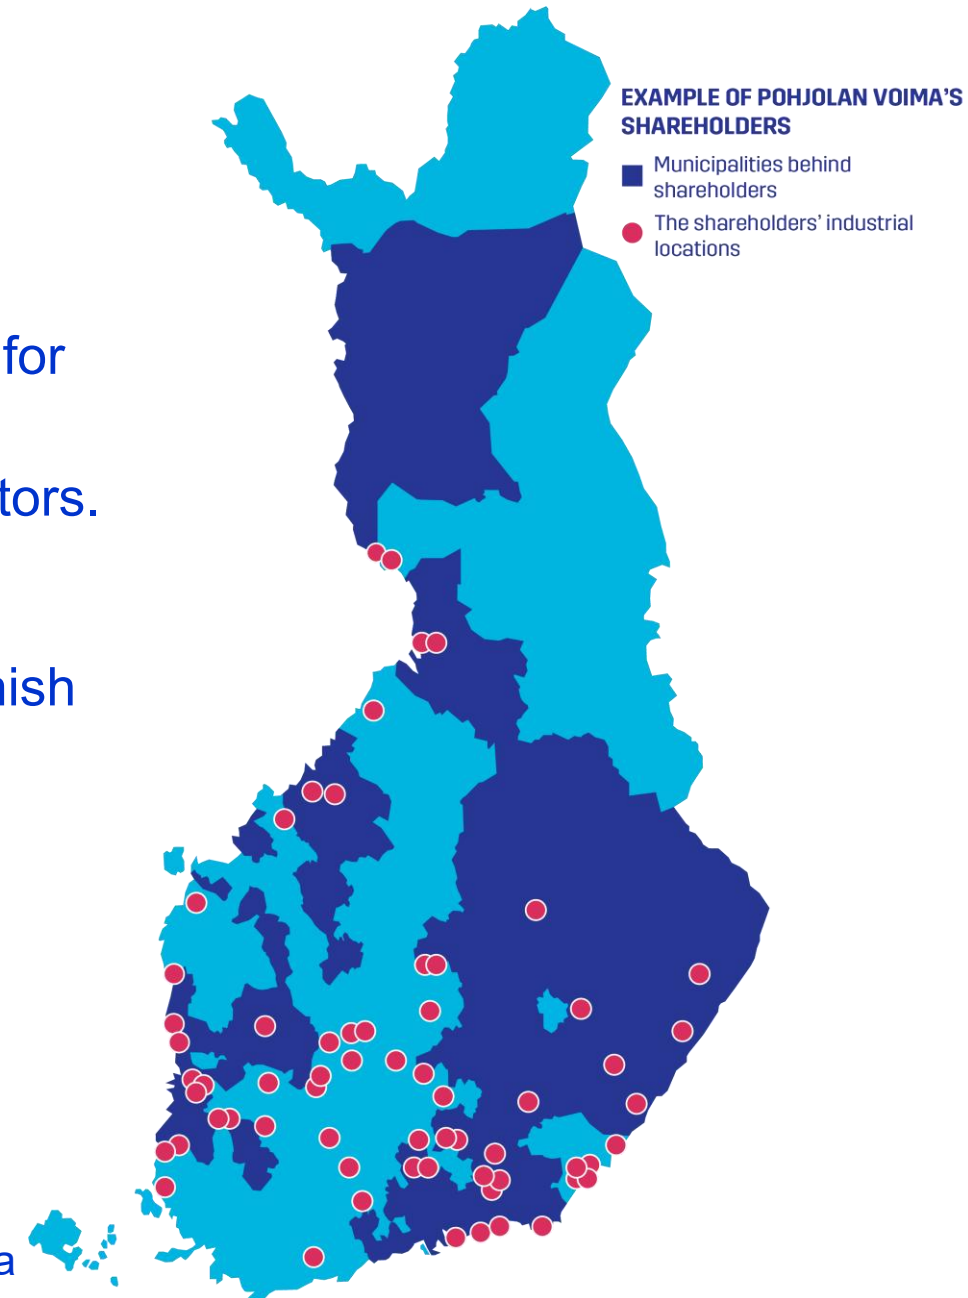 EXAMPLE OF POHJOLAN VOIMA'S
SHAREHOLDERS
Municipalities behind
shareholders
The shareholders' industrial
locations
for
tors.
nish
a